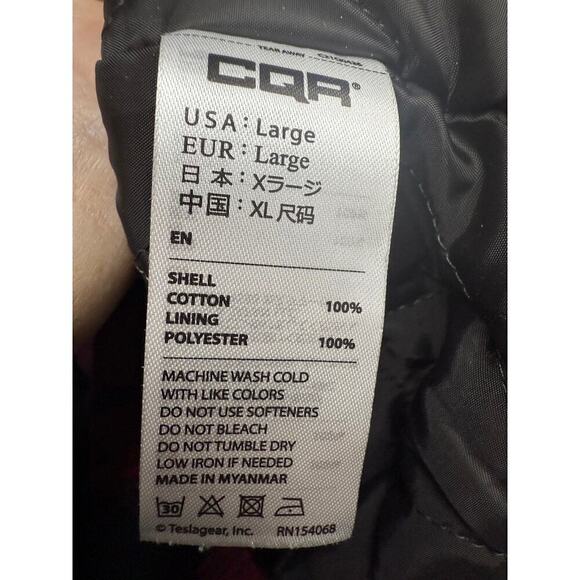 TEAR AWAY
CQR®
USA : Large
EUR : Large
日 本 : Xラージ
中国 : XL 尺码
EN
SHELL
COTTON 100%
LINING
POLYESTER 100%
MACHINE WASH COLD
WITH LIKE COLORS
DO NOT USE SOFTENERS
DO NOT BLEACH
DO NOT TUMBLE DRY
LOW IRON IF NEEDED
MADE IN MYANMAR
30
© Teslagear, Inc. RN154068